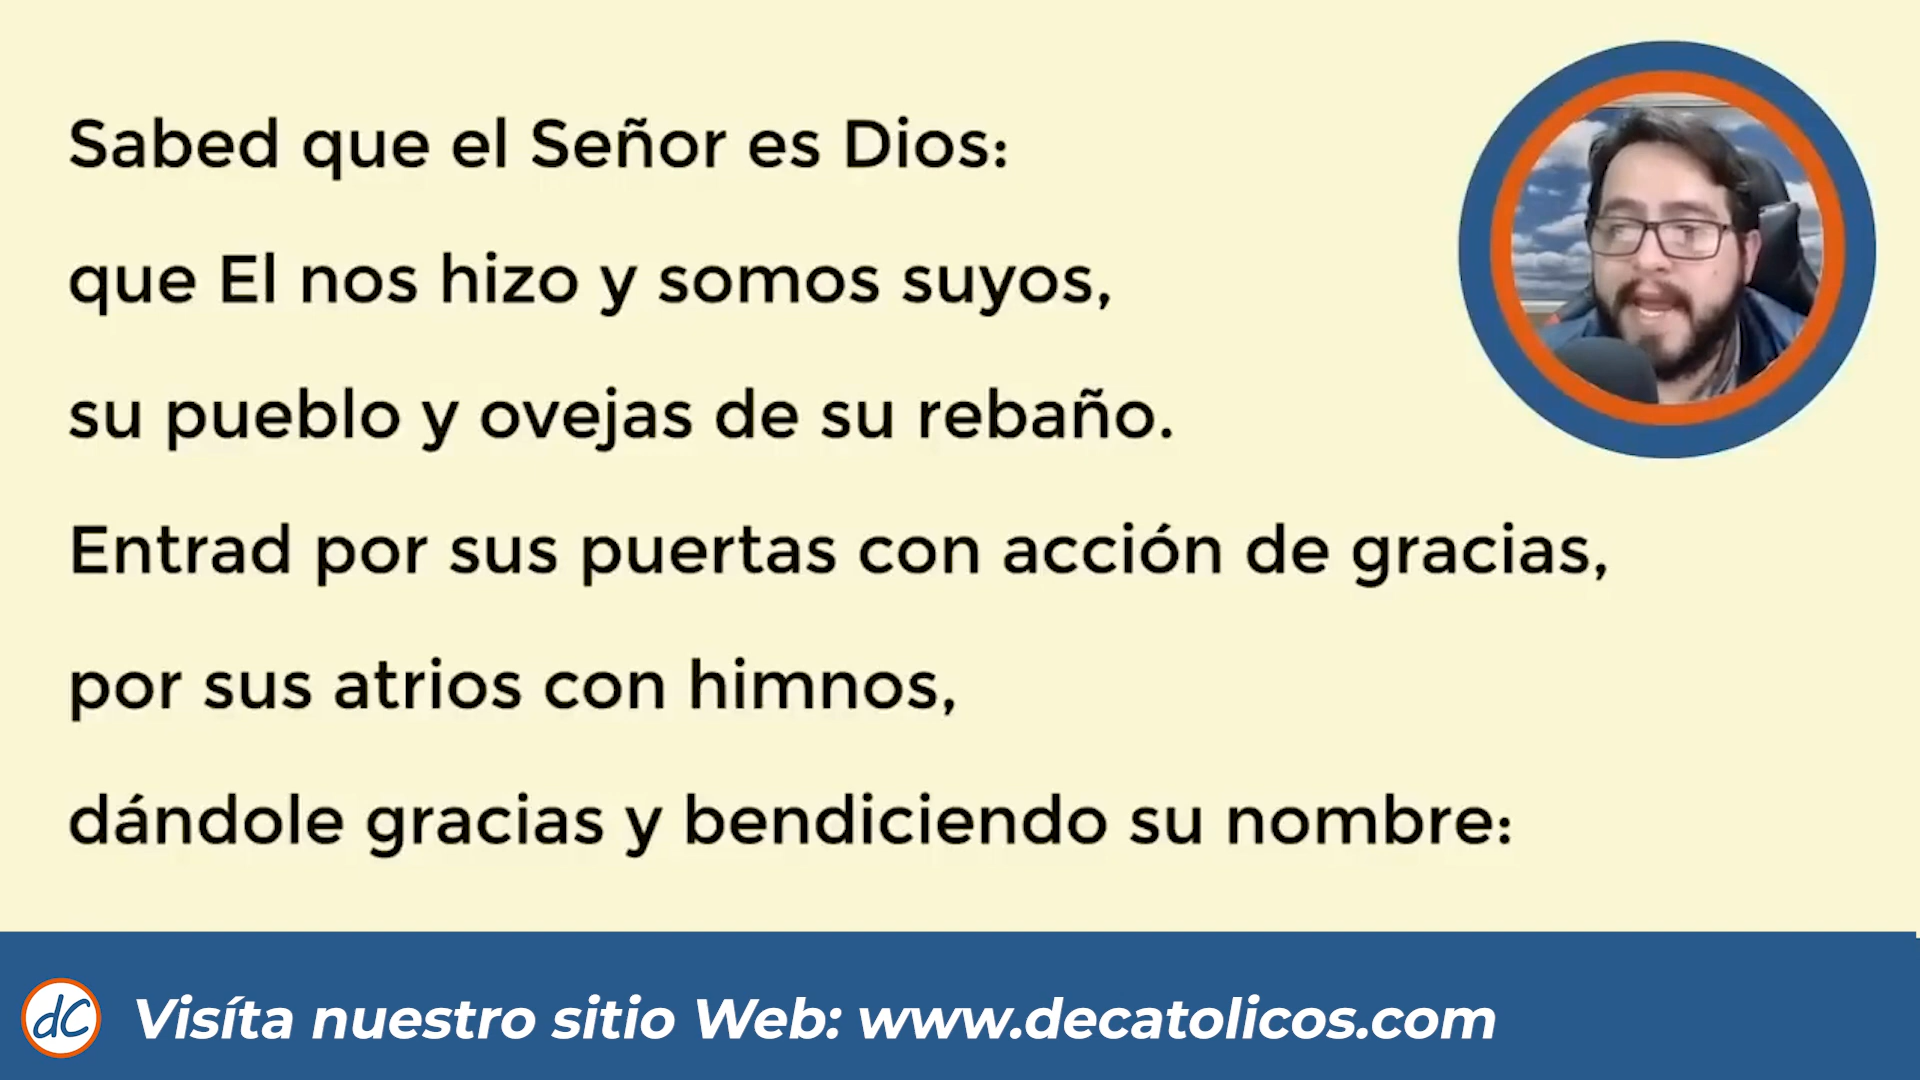 Sabed que el Señor es Dios:
que El nos hizo y somos suyos,
su pueblo y ovejas de su rebaño.
Entrad por sus puertas con acción de gracias,
por sus atrios con himnos,
dándole gracias y bendiciendo su nombre:
dC Visíta nuestro sitio Web: www.decatolicos.com